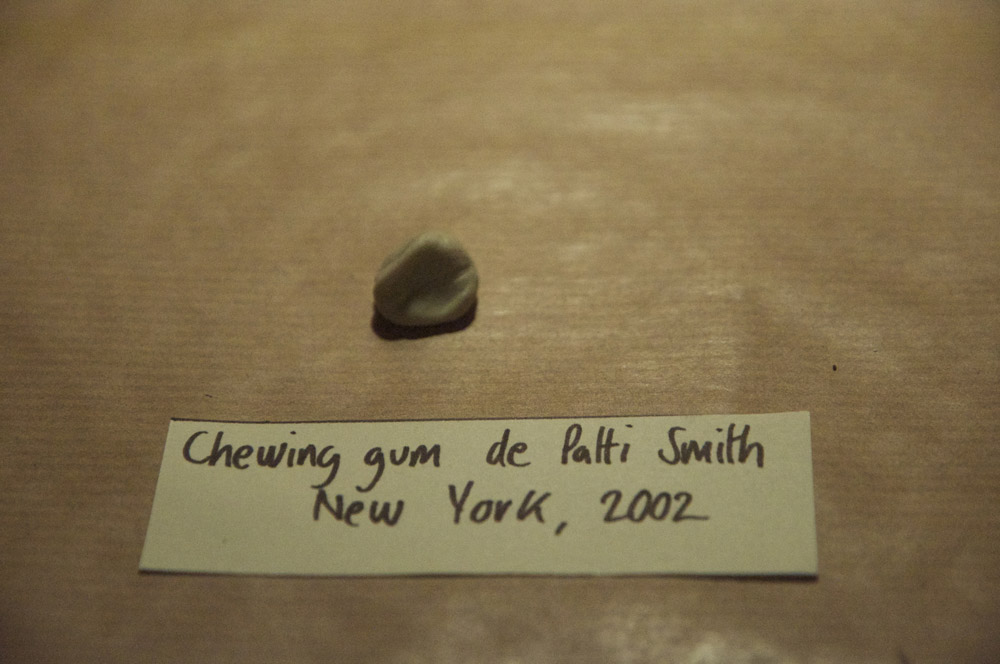 Chewing gum de Patti Smith
New York, 2002